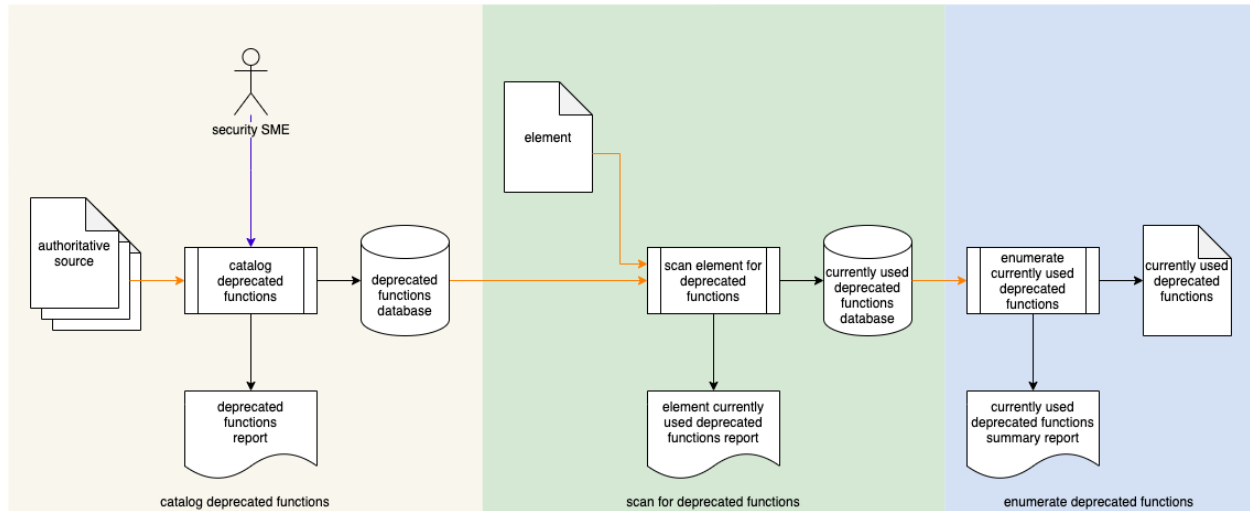 security SME
authoritative
source
catalog
deprecated
functions
deprecated
functions
database
deprecated
functions
report
catalog deprecated functions
element
scan element for
deprecated
functions
currently used
deprecated
functions
database
element currently
used deprecated
functions report
scan for deprecated functions
enumerate
currently used
deprecated
functions
currently used
deprecated
functions
currently used
deprecated functions
summary report
enumerate deprecated functions